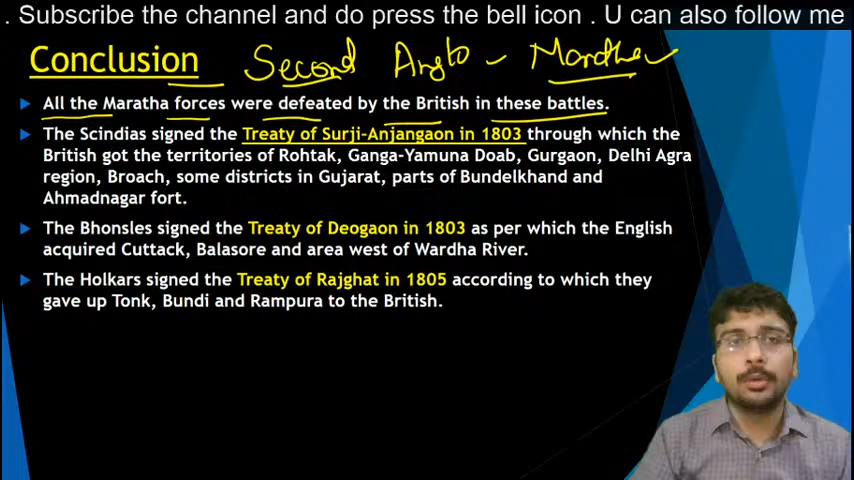 . Subscribe the channel and do press the bell icon . U can also follow me
Conclusion Second Anglo - Maratha
All the Maratha forces were defeated by the British in these battles.
The Scindias signed the Treaty of Surji-Anjangaon in 1803 through which the
British got the territories of Rohtak, Ganga-Yamuna Doab, Gurgaon, Delhi Agra
region, Broach, some districts in Gujarat, parts of Bundelkhand and
Ahmadnagar fort.
The Bhonsles signed the Treaty of Deogaon in 1803 as per which the English
acquired Cuttack, Balasore and area west of Wardha River.
The Holkars signed the Treaty of Rajghat in 1805 according to which they
gave up Tonk, Bundi and Rampura to the British.